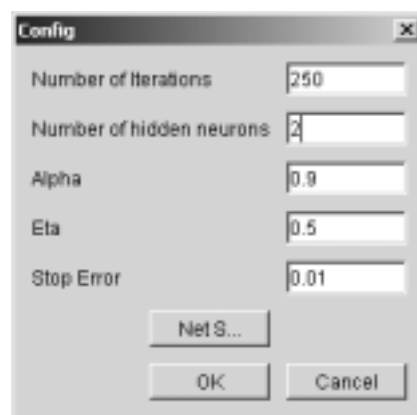 Config
Number of Iterations 250
Number of hidden neurons 2
Alpha 0.9
Eta 0.5
Stop Error 0.01
Net S...
OK Cancel